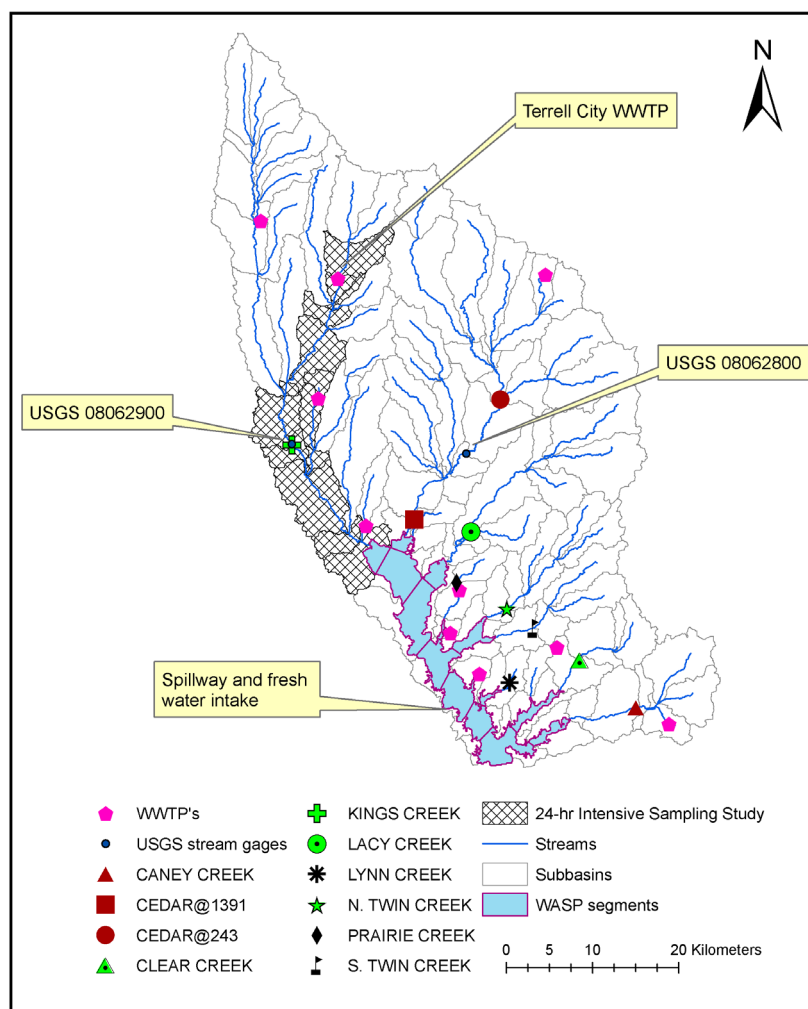 N
Terrell City WWTP
USGS 08062800
USGS 08062900
Spillway and fresh
water intake
WWTP's
USGS stream gages
CANEY CREEK
CEDAR@1391
CEDAR@243
CLEAR CREEK
KINGS CREEK
LACY CREEK
LYNN CREEK
N. TWIN CREEK
PRAIRIE CREEK
S. TWIN CREEK
24-hr Intensive Sampling Study
Streams
Subbasins
WASP segments
0 5 10 20 Kilometers